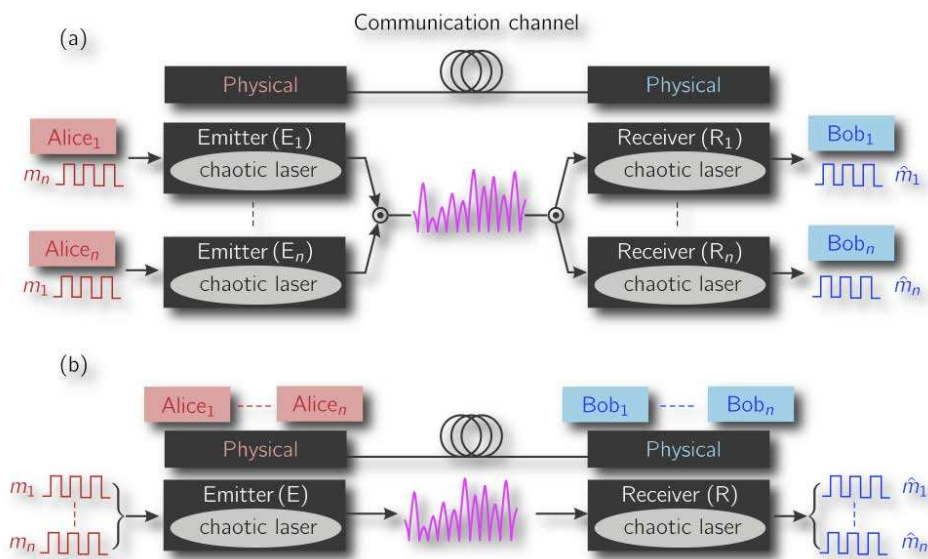 Communication channel
(a)
Physical Physical
Alice₁ Emitter (E₁) Receiver (R₁) Bob₁
mₙ chaotic laser chaotic laser m̂₁
Aliceₙ Emitter (Eₙ) Receiver (Rₙ) Bobₙ
m₁ chaotic laser chaotic laser m̂ₙ
(b)
Alice₁ Aliceₙ Bob₁ Bobₙ
Physical Physical
m₁ Emitter (E) Receiver (R) m̂₁
mₙ chaotic laser chaotic laser m̂ₙ